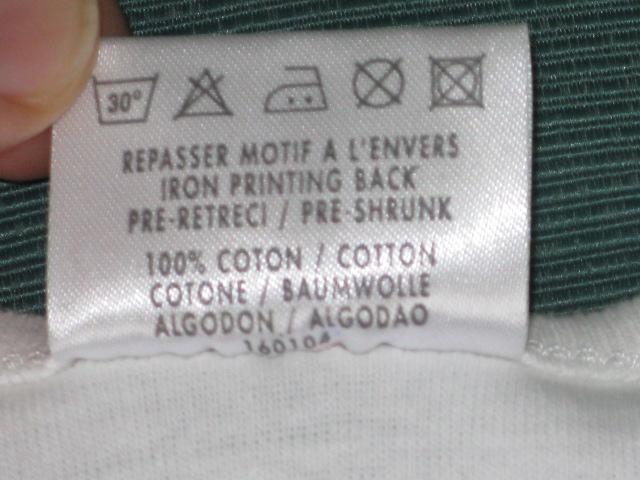 30°
REPASSER MOTIF A L'ENVERS
IRON PRINTING BACK
PRE-RETRECI / PRE-SHRUNK
100% COTON / COTTON
COTONE / BAUMWOLLE
ALGODON / ALGODAO